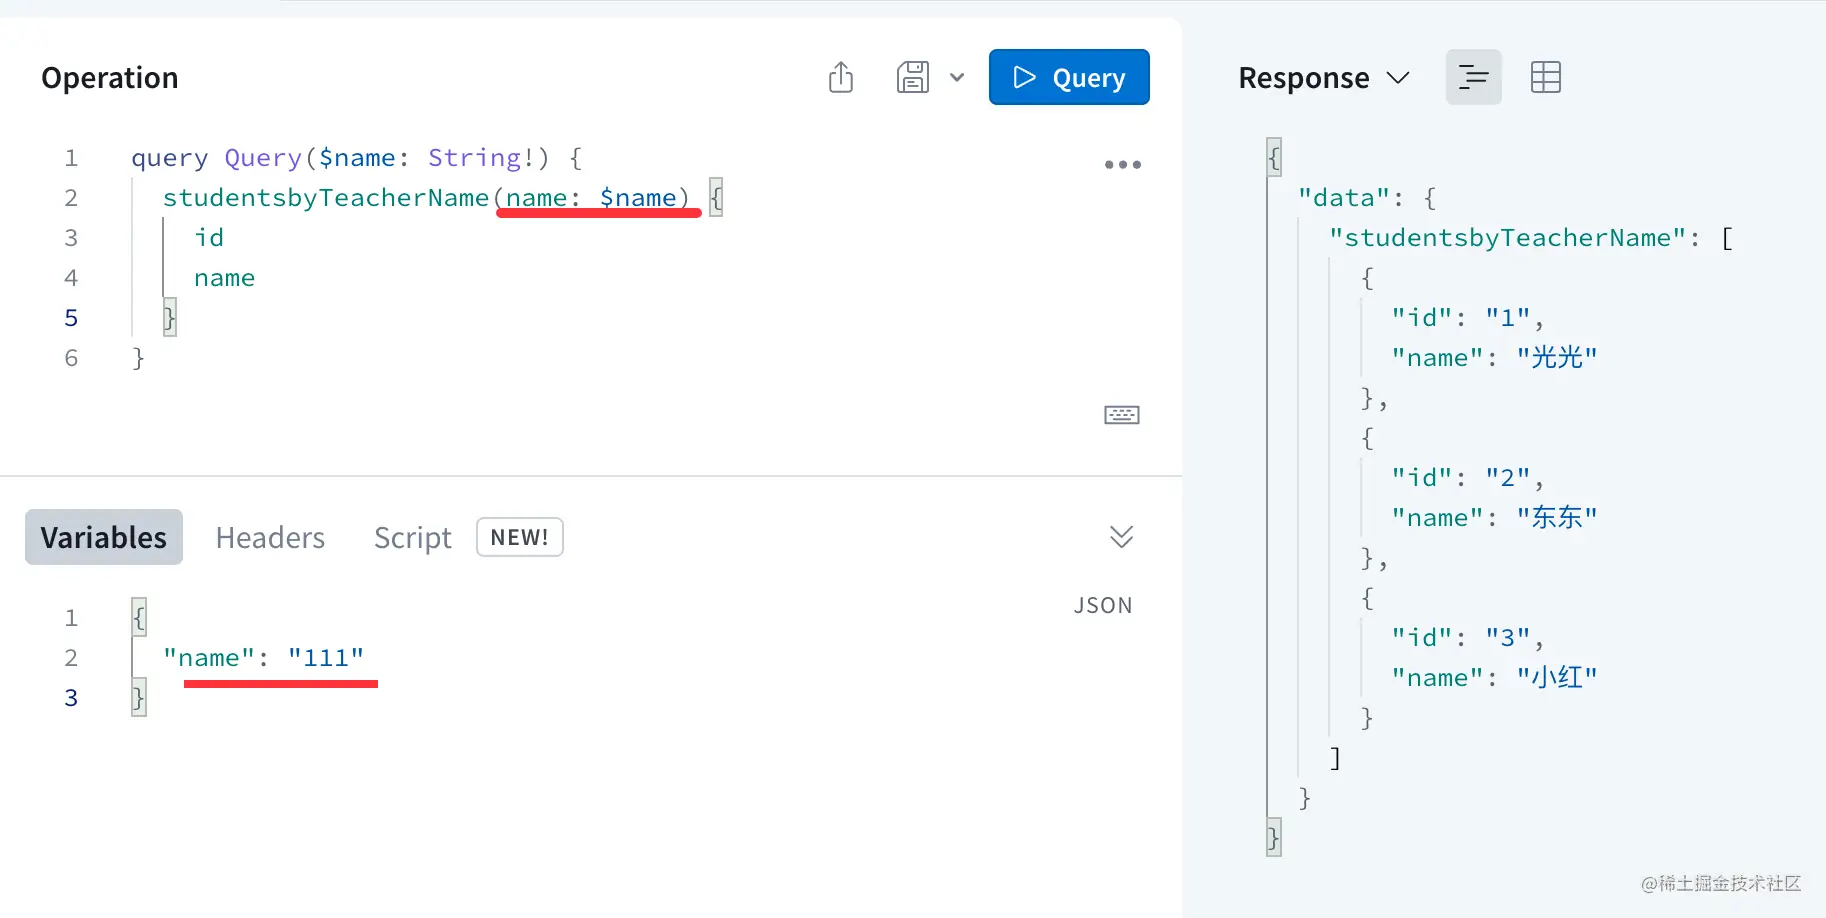 Operation
Query
1 query Query($name: String!) {
2 studentsbyTeacherName(name: $name) {
3 id
4 name
5 }
6 }
Variables Headers Script NEW!
JSON
1 {
2 "name": "111"
3 }
Response
{
"data": {
"studentsbyTeacherName": [
{
"id": "1",
"name": "光光"
},
{
"id": "2",
"name": "东东"
},
{
"id": "3",
"name": "小红"
}
]
}
}
@稀土掘金技术社区